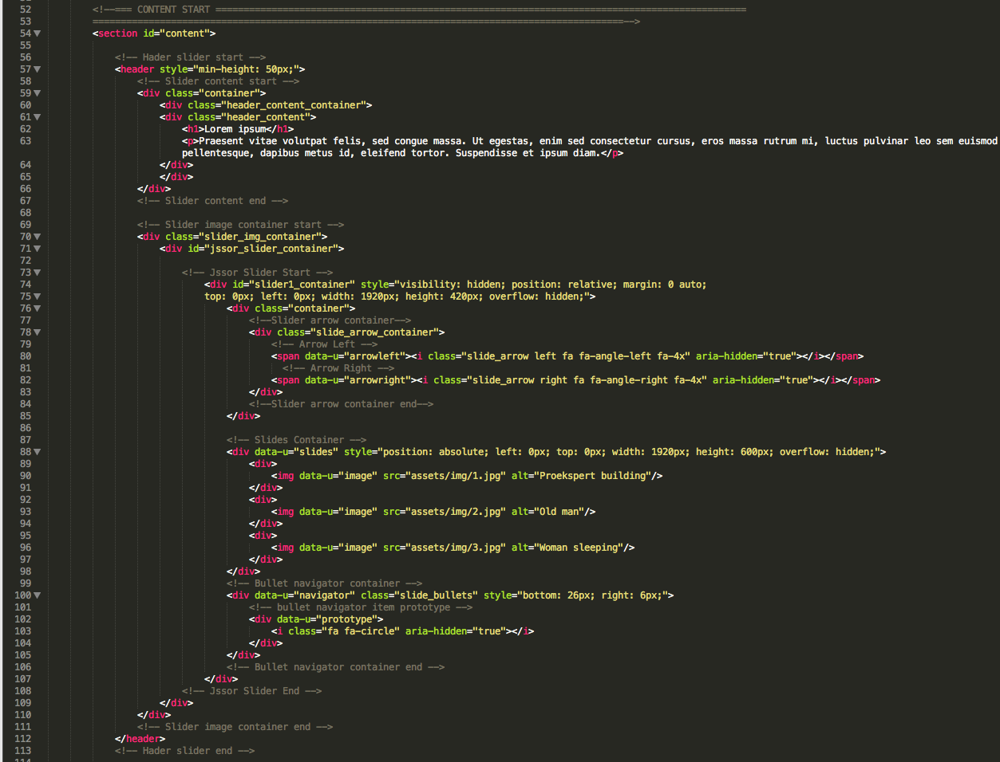 52 <!--=== CONTENT START ===============================================================================================
53 ===============================================================================================-->
54 <section id="content">
55
56 <!-- Hader slider start -->
57 <header style="min-height: 50px;">
58 <!-- Slider content start -->
59 <div class="container">
60 <div class="header_content_container">
61 <div class="header_content">
62 <h1>Lorem ipsum</h1>
63 <p>Praesent vitae volutpat felis, sed congue massa. Ut egestas, enim sed consectetur cursus, eros massa rutrum mi, luctus pulvinar leo sem euismod
pellentesque, dapibus metus id, eleifend tortor. Suspendisse et ipsum diam.</p>
64 </div>
65 </div>
66 </div>
67 <!-- Slider content end -->
68
69 <!-- Slider image container start -->
70 <div class="slider_img_container">
71 <div id="jssor_slider_container">
72
73 <!-- Jssor Slider Start -->
74 <div id="slider1_container" style="visibility: hidden; position: relative; margin: 0 auto;
75 top: 0px; left: 0px; width: 1920px; height: 420px; overflow: hidden;">
76 <div class="container">
77 <!--Slider arrow container-->
78 <div class="slide_arrow_container">
79 <!-- Arrow Left -->
80 <span data-u="arrowleft"><i class="slide_arrow left fa fa-angle-left fa-4x" aria-hidden="true"></i></span>
81 <!-- Arrow Right -->
82 <span data-u="arrowright"><i class="slide_arrow right fa fa-angle-right fa-4x" aria-hidden="true"></i></span>
83 </div>
84 <!--Slider arrow container end-->
85 </div>
86
87 <!-- Slides Container -->
88 <div data-u="slides" style="position: absolute; left: 0px; top: 0px; width: 1920px; height: 600px; overflow: hidden;">
89 <div>
90 <img data-u="image" src="assets/img/1.jpg" alt="Proekspert building"/>
91 </div>
92 <div>
93 <img data-u="image" src="assets/img/2.jpg" alt="Old man"/>
94 </div>
95 <div>
96 <img data-u="image" src="assets/img/3.jpg" alt="Woman sleeping"/>
97 </div>
98 </div>
99 <!-- Bullet navigator container -->
100 <div data-u="navigator" class="slide_bullets" style="bottom: 26px; right: 6px;">
101 <!-- bullet navigator item prototype -->
102 <div data-u="prototype">
103 <i class="fa fa-circle" aria-hidden="true"></i>
104 </div>
105 </div>
106 <!-- Bullet navigator container end -->
107 </div>
108 <!-- Jssor Slider End -->
109 </div>
110 </div>
111 <!-- Slider image container end -->
112 </header>
113 <!-- Hader slider end -->